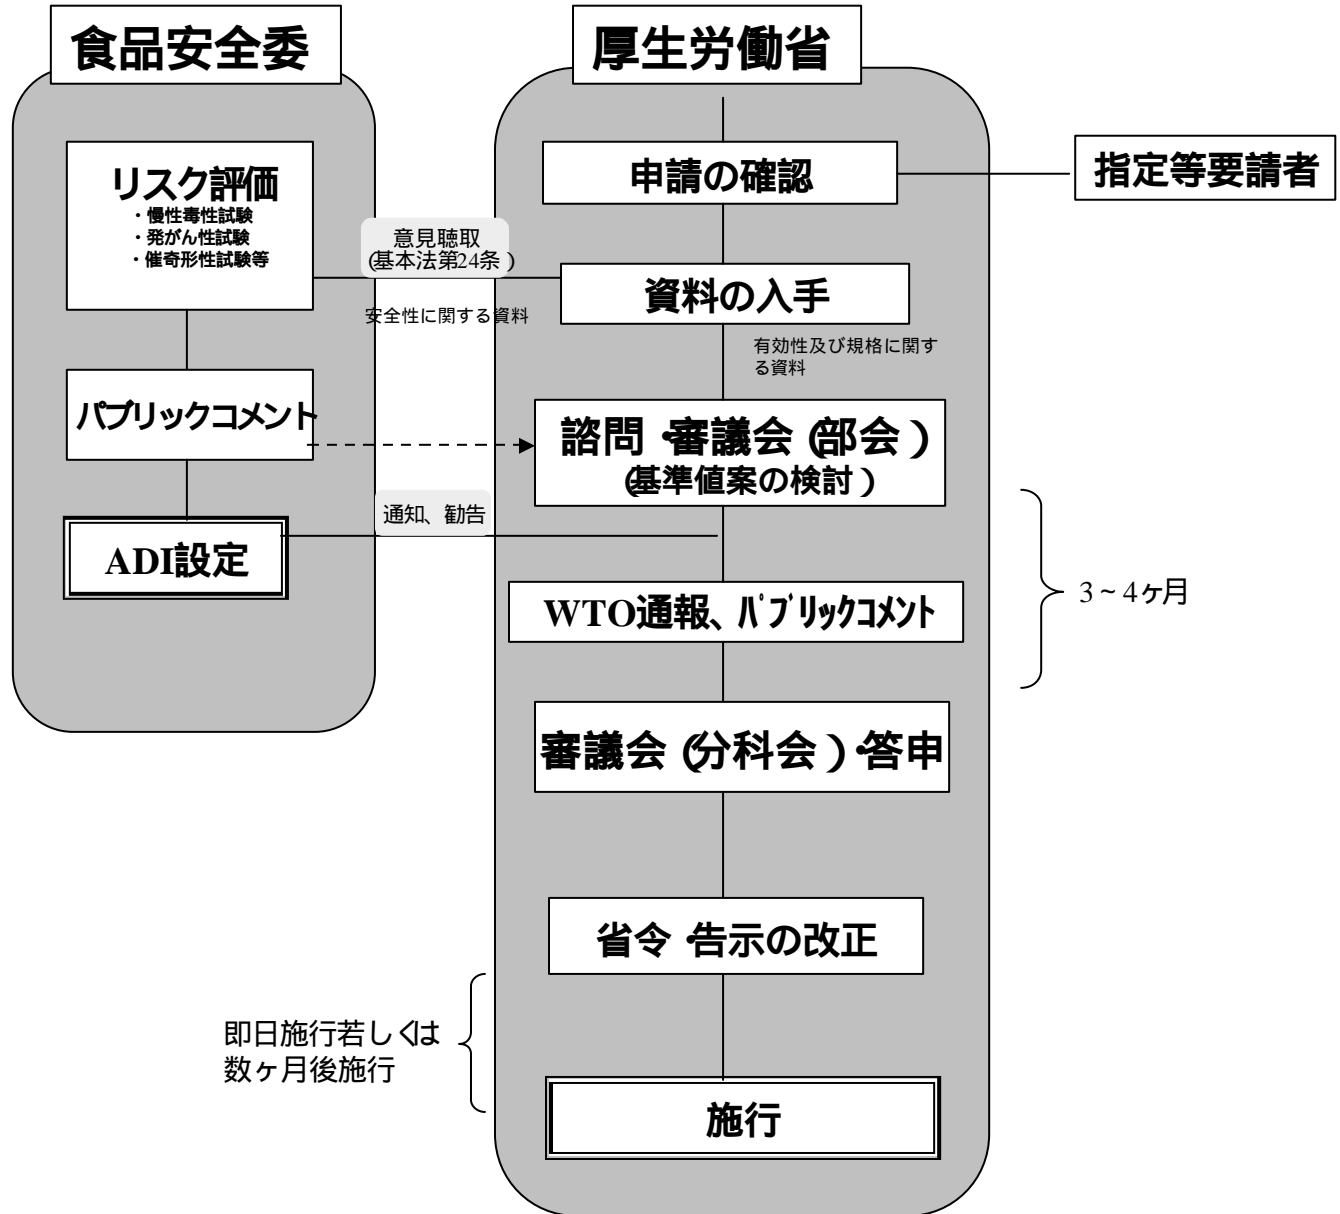 食品安全委
厚生労働省
リスク評価
・慢性毒性試験
・発がん性試験
・催奇形性試験等
申請の確認
指定等要請者
意見聴取
(基本法第24条)
資料の入手
安全性に関する資料
有効性及び規格に関す
る資料
パブリックコメント
諮問・審議会(部会)
(基準値案の検討)
通知、勧告
ADI設定
3~4ヶ月
WTO通報、パブリックコメント
審議会(分科会)・答申
省令・告示の改正
即日施行若しくは
数ヶ月後施行
施行